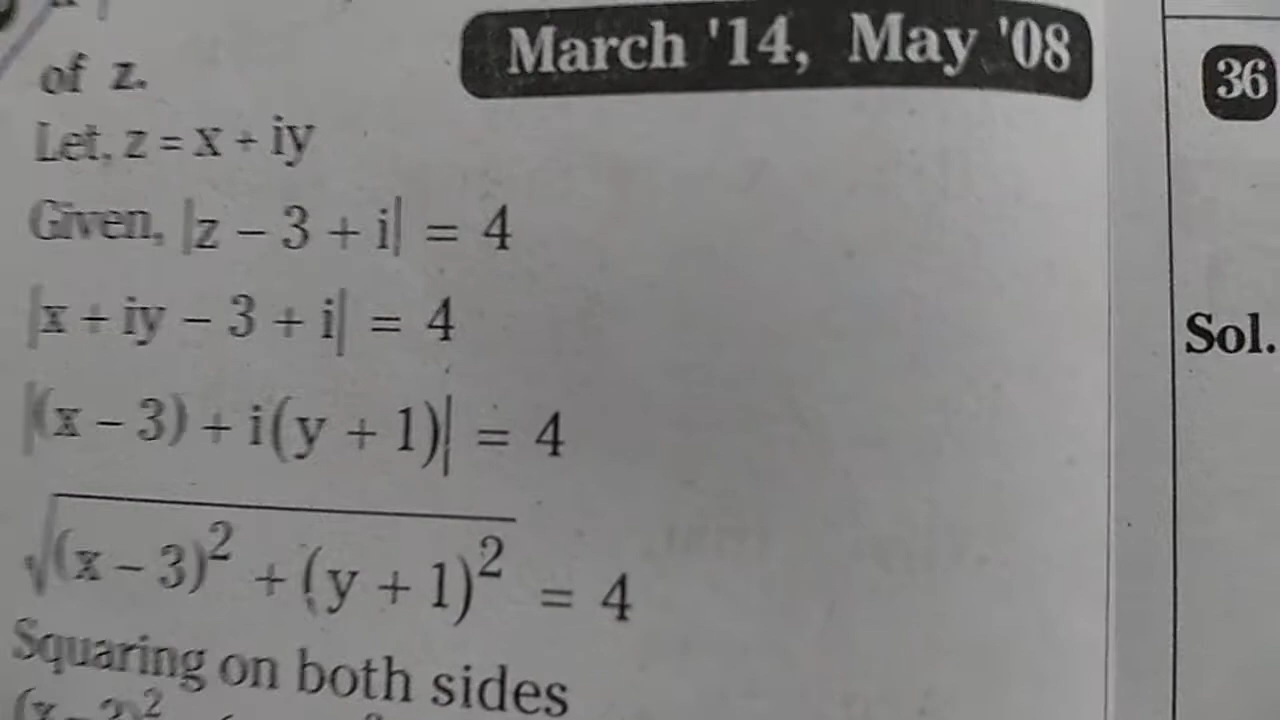 March '14, May '08
of z.
Let, z = x + iy
Given, |z − 3 + i| = 4
|x + iy − 3 + i| = 4
|(x − 3) + i(y + 1)| = 4
√(x − 3)² + (y + 1)² = 4
Squaring on both sides
36
Sol.